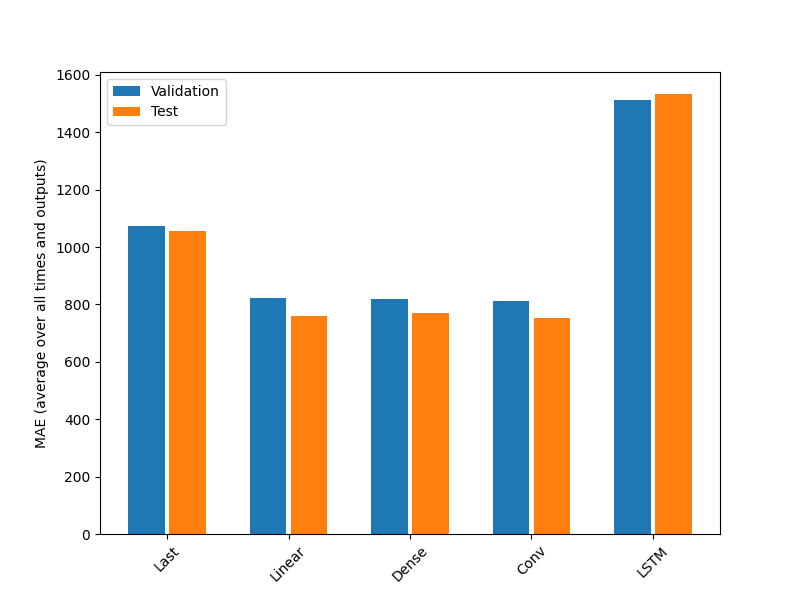 Validation
Test
MAE (average over all times and outputs)
1600
1400
1200
1000
800
600
400
200
0
Last
Linear
Dense
Conv
LSTM